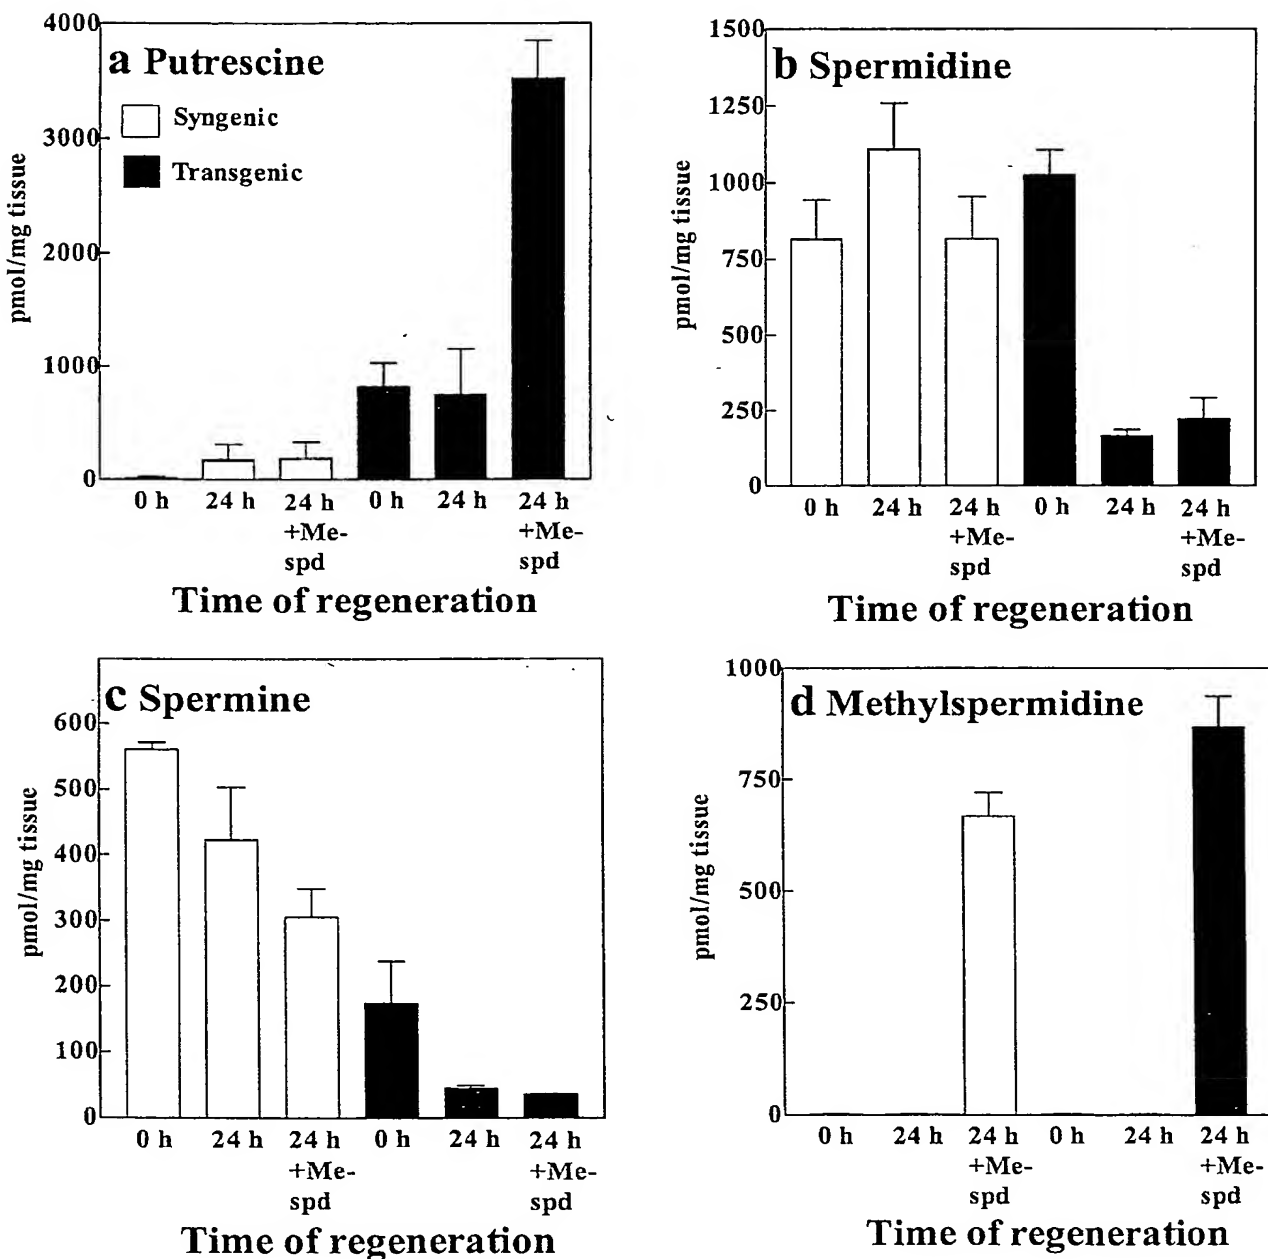 a Putrescine
Syngenic
Transgenic
4000
3000
2000
1000
0
pmol/mg tissue
0 h 24 h 24 h 0 h 24 h 24 h
+Me- +Me-
spd spd
Time of regeneration
b Spermidine
1500
1250
1000
750
500
250
0
pmol/mg tissue
0 h 24 h 24 h 0 h 24 h 24 h
+Me- +Me-
spd spd
Time of regeneration
c Spermine
600
500
400
300
200
100
0
pmol/mg tissue
0 h 24 h 24 h 0 h 24 h 24 h
+Me- +Me-
spd spd
Time of regeneration
d Methylspermidine
1000
750
500
250
0
pmol/mg tissue
0 h 24 h 24 h 0 h 24 h 24 h
+Me- +Me-
spd spd
Time of regeneration